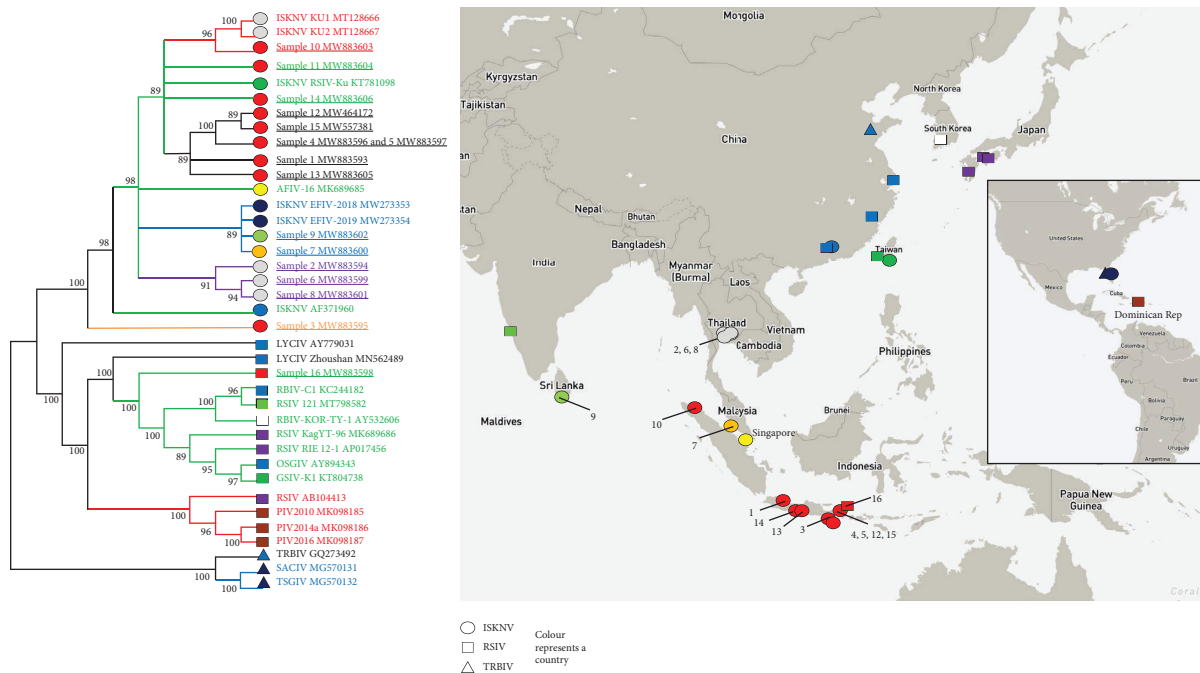 100
ISKNV KU1 MT128666
ISKNV KU2 MT128667
96
Sample 10 MW883603
Sample 11 MW883604
89
ISKNV RSIV-Ku KT781098
Sample 14 MW883606
89
Sample 12 MW464172
100
Sample 15 MW557381
Sample 4 MW883596 and 5 MW883597
89
Sample 1 MW883593
Sample 13 MW883605
98
AFIV-16 MK689685
ISKNV EFIV-2018 MW273353
ISKNV EFIV-2019 MW273354
89
Sample 9 MW883602
98
Sample 7 MW883600
Sample 2 MW883594
91
Sample 6 MW883599
94
Sample 8 MW883601
100
ISKNV AF371960
Sample 3 MW883595
LYCIV AY779031
LYCIV Zhoushan MN562489
100
Sample 16 MW883598
100
RBIV-C1 KC244182
96
RSIV 121 MT798582
100
RBIV-KOR-TY-1 AY532606
100
RSIV KagYT-96 MK689686
89
RSIV RIE 12-1 AP017456
95
OSGIV AY894343
97
GSIV-K1 KT804738
RSIV AB104413
100
PIV2010 MK098185
96
PIV2014a MK098186
100
PIV2016 MK098187
TRBIV GQ273492
100
SACIV MG570131
100
TSGIV MG570132
Mongolia
Kyrgyzstan
Tajikistan
an
stan
North Korea
South Korea
Japan
China
Nepal
Bhutan
Bangladesh
India
Myanmar
(Burma)
Laos
Taiwan
Thailand
Vietnam
Cambodia
2, 6, 8
Philippines
Sri Lanka
9
Maldives
10
Malaysia
Brunei
7
Singapore
Indonesia
16
1
14
13
3
4, 5, 12, 15
Papua New
Guinea
Coral
United States
Mexico
Cuba
Dominican Rep
Venezuela
Colombia
Ecuador
Peru
Brazil
Bolivia
Paraguay
Chile
Uruguay
Argentina
ISKNV
RSIV
TRBIV
Colour
represents a
country